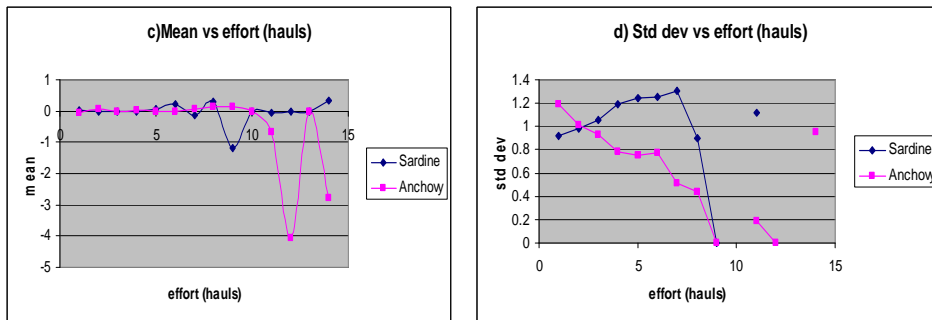 c)Mean vs effort (hauls)
1
0
-1
-2
-3
-4
-5
0
5
10
15
mean
effort (hauls)
Sardine
Anchovy
d) Std dev vs effort (hauls)
1.4
1.2
1
0.8
0.6
0.4
0.2
0
0
5
10
15
std dev
effort (hauls)
Sardine
Anchovy